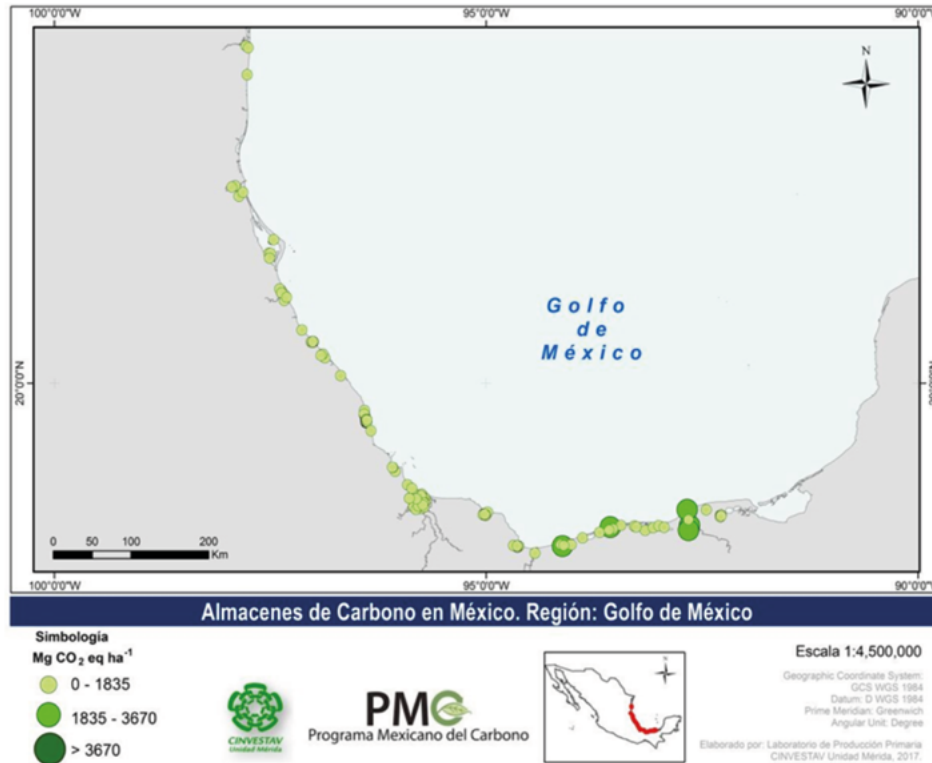 100°0'0"W
95°0'0"W
90°0'0"W
N
Golfo
de
México
20°0'0"N
20°0'0"N
0 50 100 200
Km
100°0'0"W
95°0'0"W
90°0'0"W
Almacenes de Carbono en México. Región: Golfo de México
Simbología
Mg CO₂ eq ha⁻¹
0 - 1835
1835 - 3670
> 3670
CINVESTAV
Unidad Mérida
PMC
Programa Mexicano del Carbono
N
Escala 1:4,500,000
Geographic Coordinate System:
GCS WGS 1984
Datum: D WGS 1984
Prime Meridian: Greenwich
Angular Unit: Degree
Elaborado por: Laboratorio de Producción Primaria
CINVESTAV Unidad Mérida, 2017.